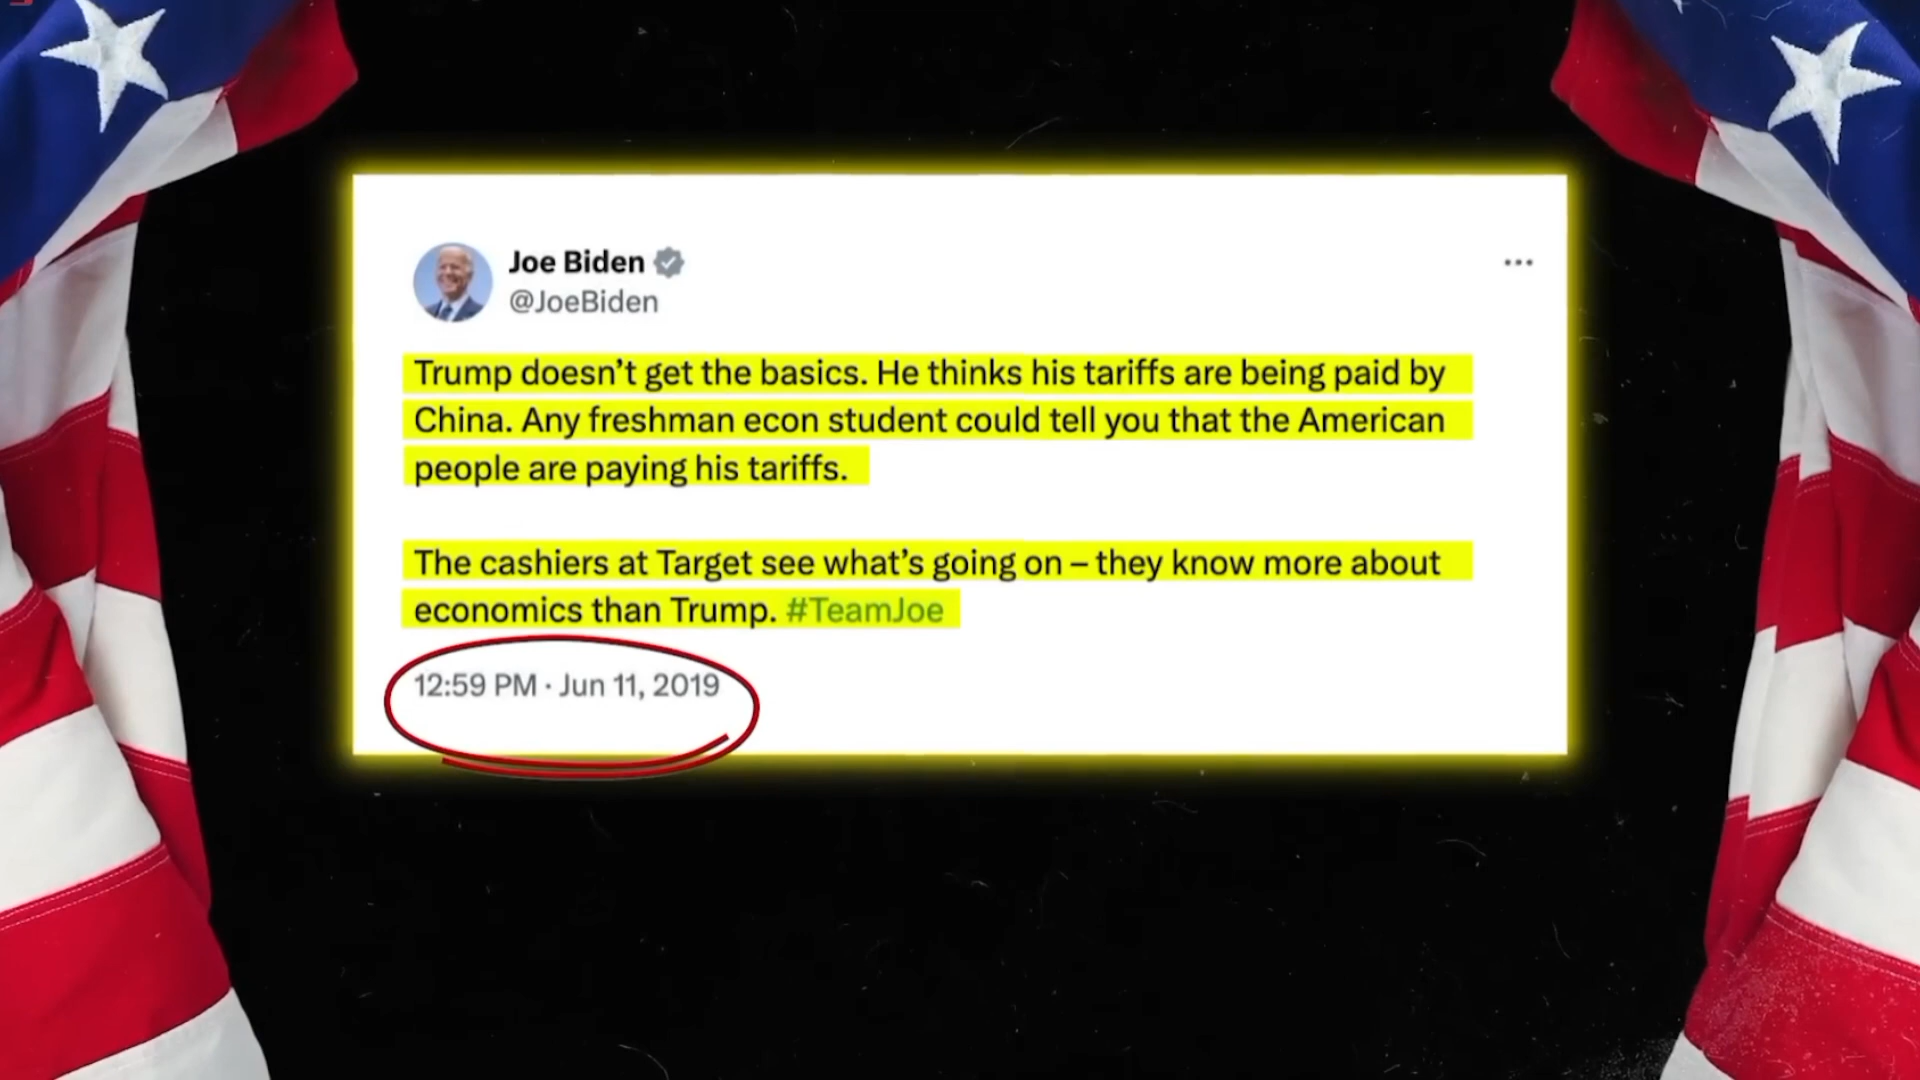 Joe Biden
@JoeBiden
Trump doesn’t get the basics. He thinks his tariffs are being paid by
China. Any freshman econ student could tell you that the American
people are paying his tariffs.
The cashiers at Target see what’s going on – they know more about
economics than Trump. #TeamJoe
12:59 PM · Jun 11, 2019